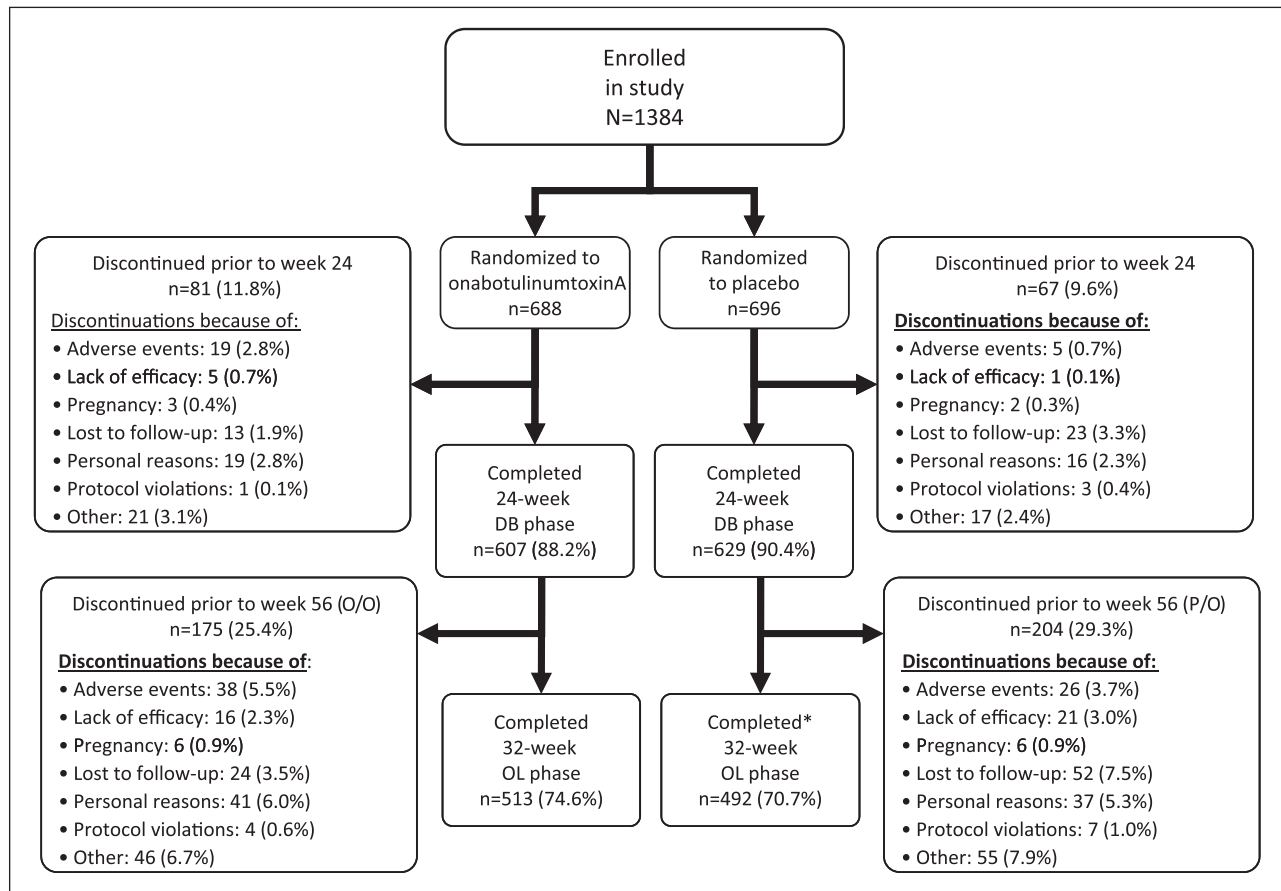 Enrolled
in study
N=1384
Randomized to
onabotulinumtoxinA
n=688
Randomized
to placebo
n=696
Discontinued prior to week 24
n=81 (11.8%)
Discontinuations because of:
• Adverse events: 19 (2.8%)
• Lack of efficacy: 5 (0.7%)
• Pregnancy: 3 (0.4%)
• Lost to follow-up: 13 (1.9%)
• Personal reasons: 19 (2.8%)
• Protocol violations: 1 (0.1%)
• Other: 21 (3.1%)
Discontinued prior to week 24
n=67 (9.6%)
Discontinuations because of:
• Adverse events: 5 (0.7%)
• Lack of efficacy: 1 (0.1%)
• Pregnancy: 2 (0.3%)
• Lost to follow-up: 23 (3.3%)
• Personal reasons: 16 (2.3%)
• Protocol violations: 3 (0.4%)
• Other: 17 (2.4%)
Completed
24-week
DB phase
n=607 (88.2%)
Completed
24-week
DB phase
n=629 (90.4%)
Discontinued prior to week 56 (O/O)
n=175 (25.4%)
Discontinuations because of:
• Adverse events: 38 (5.5%)
• Lack of efficacy: 16 (2.3%)
• Pregnancy: 6 (0.9%)
• Lost to follow-up: 24 (3.5%)
• Personal reasons: 41 (6.0%)
• Protocol violations: 4 (0.6%)
• Other: 46 (6.7%)
Completed
32-week
OL phase
n=513 (74.6%)
Completed*
32-week
OL phase
n=492 (70.7%)
Discontinued prior to week 56 (P/O)
n=204 (29.3%)
Discontinuations because of:
• Adverse events: 26 (3.7%)
• Lack of efficacy: 21 (3.0%)
• Pregnancy: 6 (0.9%)
• Lost to follow-up: 52 (7.5%)
• Personal reasons: 37 (5.3%)
• Protocol violations: 7 (1.0%)
• Other: 55 (7.9%)